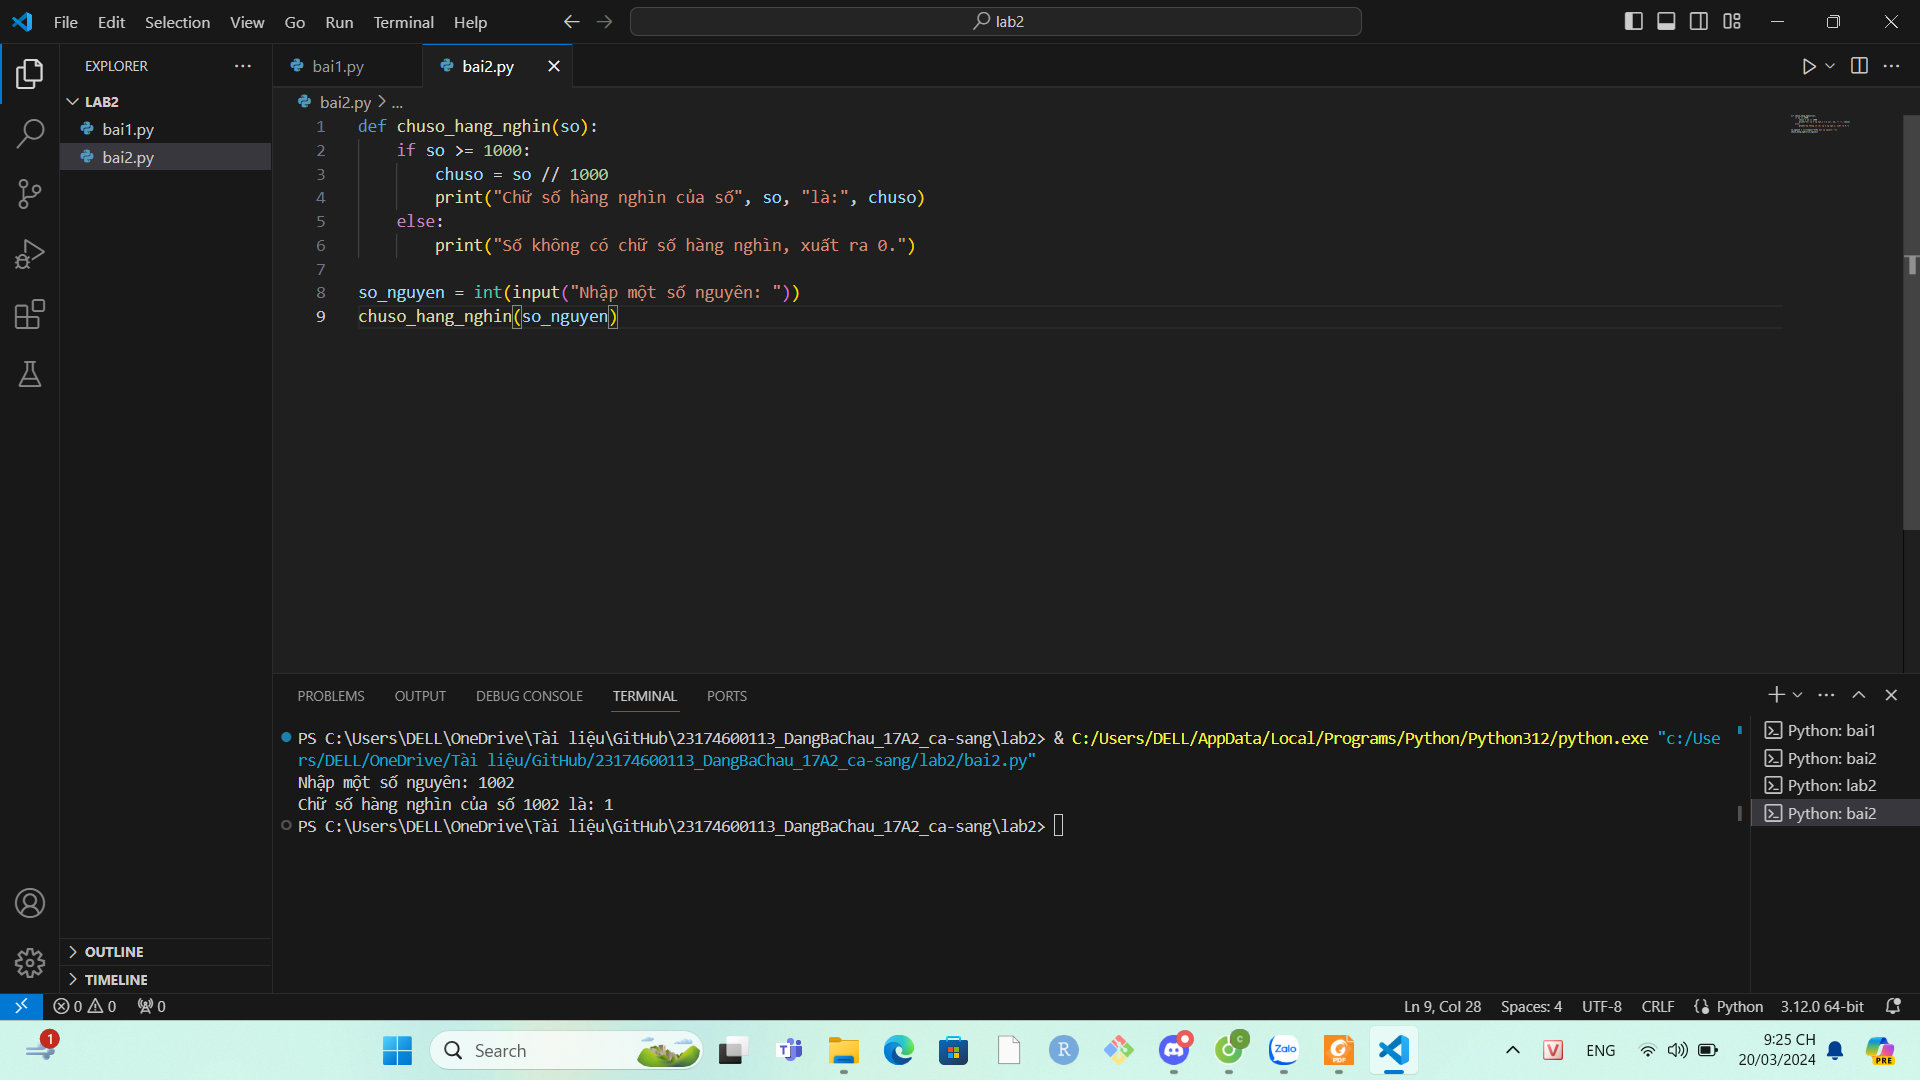 File Edit Selection View Go Run Terminal Help
lab2
EXPLORER
bai1.py
bai2.py
LAB2
bai1.py
bai2.py
bai2.py > ...
1 def chuso_hang_nghin(so):
2 if so >= 1000:
3 chuso = so // 1000
4 print("Chữ số hàng nghìn của số", so, "là:", chuso)
5 else:
6 print("Số không có chữ số hàng nghìn, xuất ra 0.")
7
8 so_nguyen = int(input("Nhập một số nguyên: "))
9 chuso_hang_nghin(so_nguyen)
PROBLEMS OUTPUT DEBUG CONSOLE TERMINAL PORTS
PS C:\Users\DELL\OneDrive\Tài liệu\GitHub\23174600113_DangBaChau_17A2_ca-sang\lab2> & C:/Users/DELL/AppData/Local/Programs/Python/Python312/python.exe "c:/Use
rs/DELL/OneDrive/Tài liệu/GitHub/23174600113_DangBaChau_17A2_ca-sang/lab2/bai2.py"
Nhập một số nguyên: 1002
Chữ số hàng nghìn của số 1002 là: 1
PS C:\Users\DELL\OneDrive\Tài liệu\GitHub\23174600113_DangBaChau_17A2_ca-sang\lab2>
Python: bai1
Python: bai2
Python: lab2
Python: bai2
OUTLINE
TIMELINE
0 0 0
Ln 9, Col 28 Spaces: 4 UTF-8 CRLF Python 3.12.0 64-bit
1
Search
R
C
Zalo
PDF
V
ENG
9:25 CH
20/03/2024
PRE